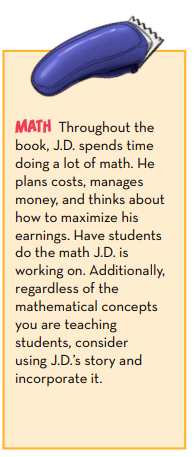 MATH Throughout the
book, J.D. spends time
doing a lot of math. He
plans costs, manages
money, and thinks about
how to maximize his
earnings. Have students
do the math J.D. is
working on. Additionally,
regardless of the
mathematical concepts
you are teaching
students, consider
using J.D.'s story and
incorporate it.